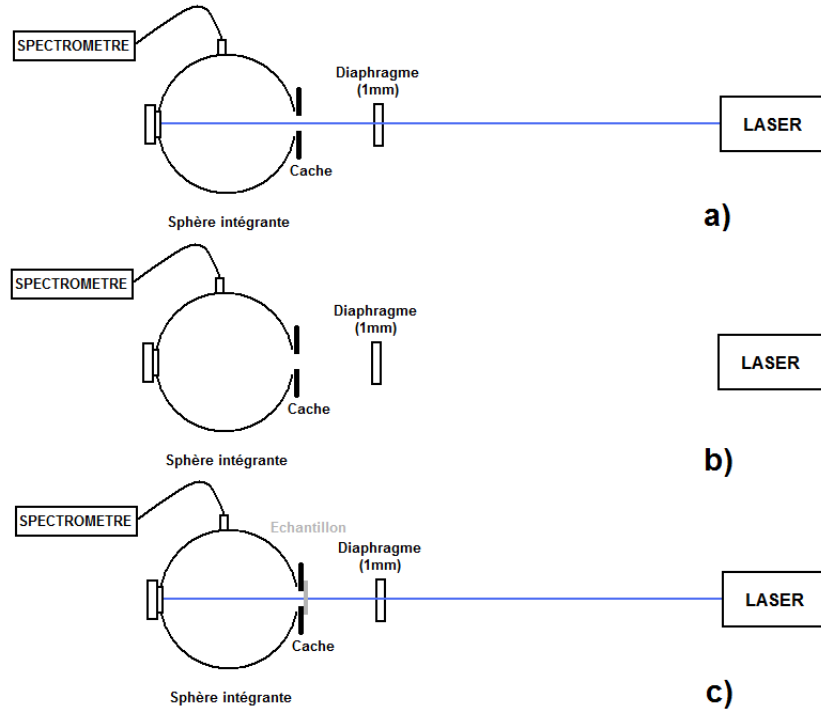 SPECTROMETRE
Diaphragme
(1mm)
LASER
Cache
Sphère intégrante
a)
SPECTROMETRE
Diaphragme
(1mm)
LASER
Cache
Sphère intégrante
b)
SPECTROMETRE
Echantillon
Diaphragme
(1mm)
LASER
Cache
Sphère intégrante
c)